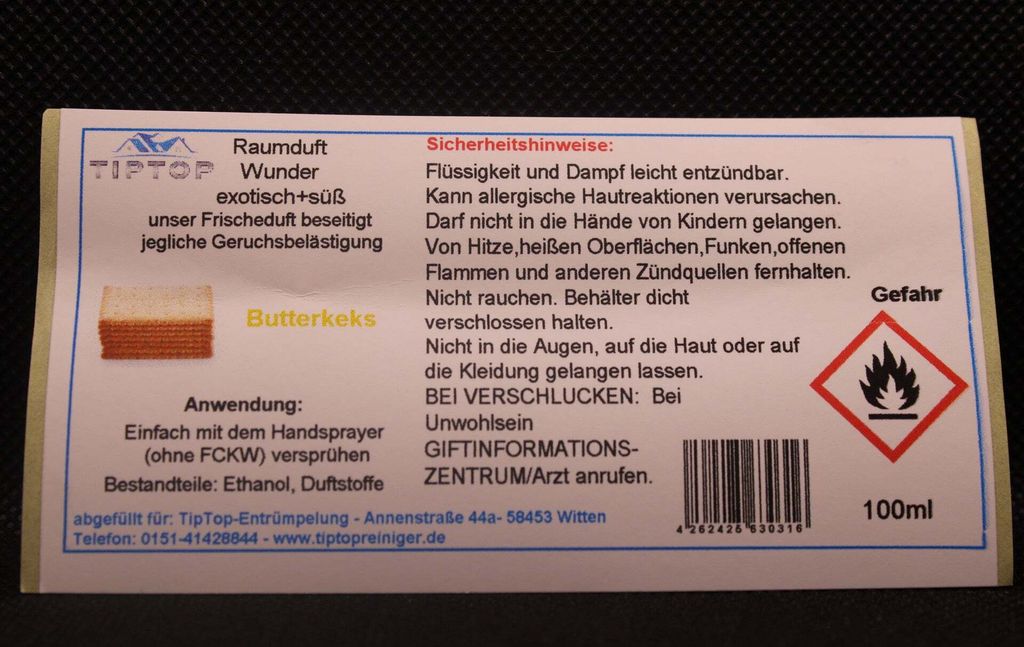 TIPTOP
Raumduft
Wunder
exotisch+süß
unser Frischeduft beseitigt
jegliche Geruchsbelästigung
Butterkeks
Anwendung:
Einfach mit dem Handsprayer
(ohne FCKW) versprühen
Bestandteile: Ethanol, Duftstoffe
Sicherheitshinweise:
Flüssigkeit und Dampf leicht entzündbar.
Kann allergische Hautreaktionen verursachen.
Darf nicht in die Hände von Kindern gelangen.
Von Hitze,heißen Oberflächen,Funken,offenen
Flammen und anderen Zündquellen fernhalten.
Nicht rauchen. Behälter dicht
verschlossen halten.
Nicht in die Augen, auf die Haut oder auf
die Kleidung gelangen lassen.
BEI VERSCHLUCKEN: Bei
Unwohlsein
GIFTINFORMATIONS-
ZENTRUM/Arzt anrufen.
Gefahr
4 262425 630316
100ml
abgefüllt für: TipTop-Entrümpelung - Annenstraße 44a- 58453 Witten
Telefon: 0151-41428844 - www.tiptopreiniger.de